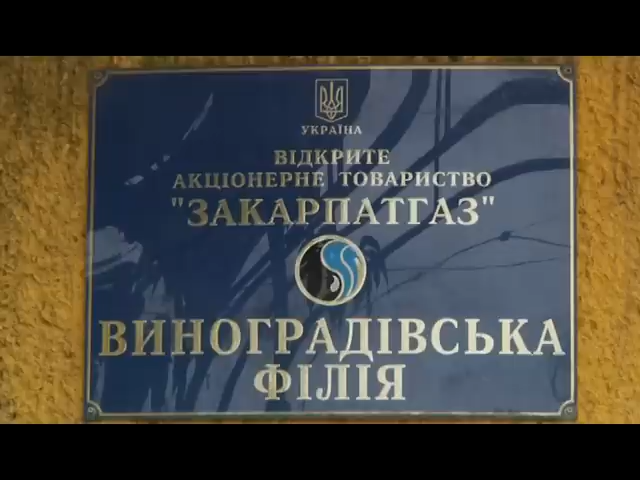 УКРАЇНА
ВІДКРИТЕ
АКЦІОНЕРНЕ ТОВАРИСТВО
"ЗАКАРПАТГАЗ"
ВИНОГРАДІВСЬКА
ФІЛІЯ